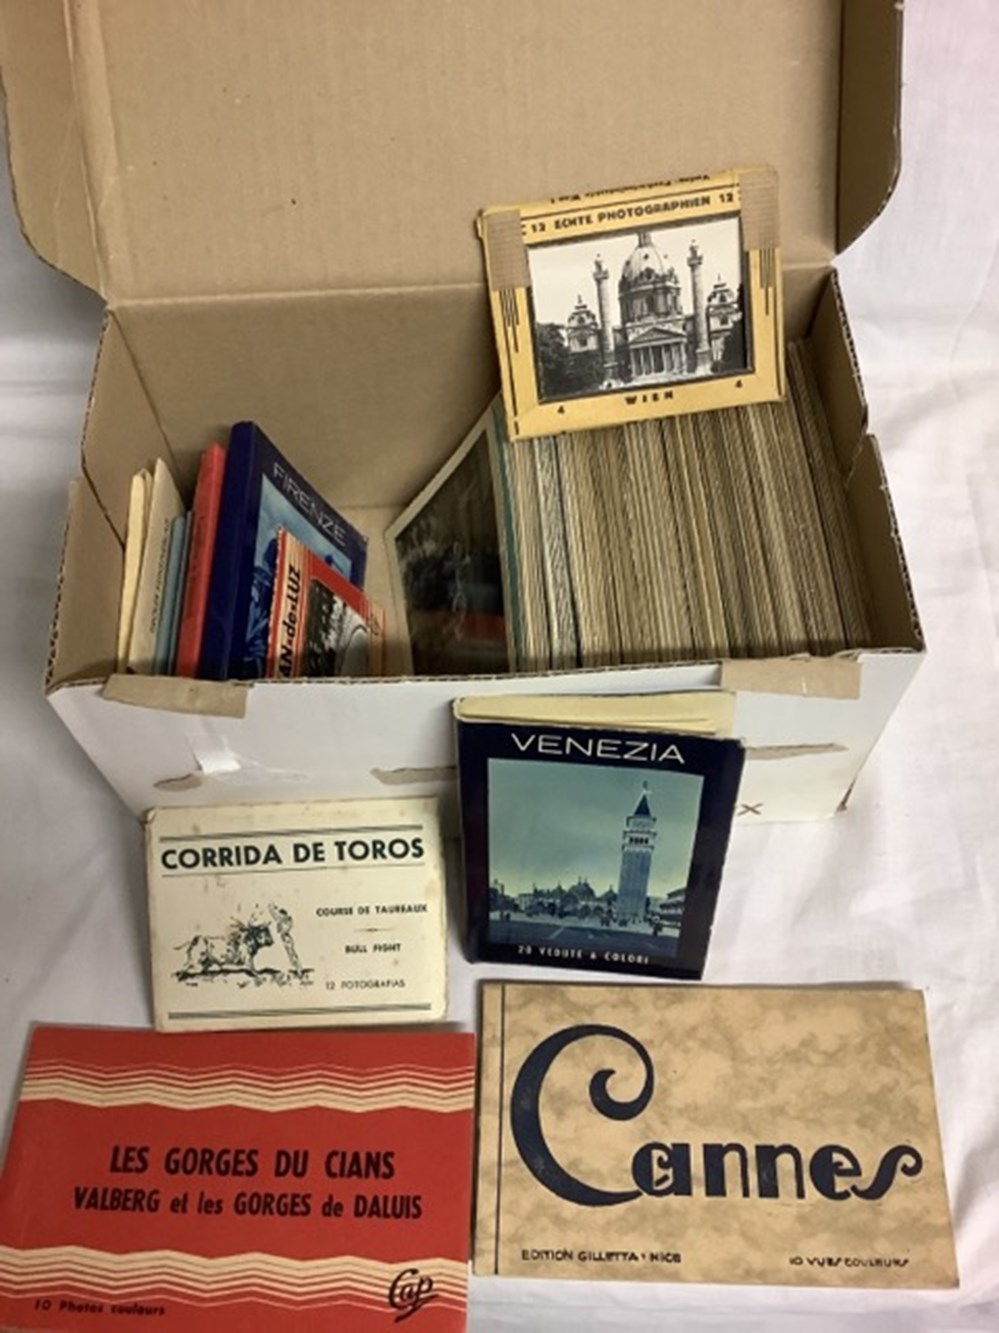 12 ECHTE PHOTOGRAPHIEN 12
4 WIEN 4
FIRENZE
AN-de-LUZ
VENEZIA
20 VEDUTE A COLORI
CORRIDA DE TOROS
COURSE DE TAUREAUX
BULL FIGHT
12 FOTOGRAFIAS
LES GORGES DU CIANS
VALBERG et les GORGES de DALUIS
10 Photos couleurs
Cap
Cannes
EDITION GILLETTA · NICE
10 VUES COULEURS